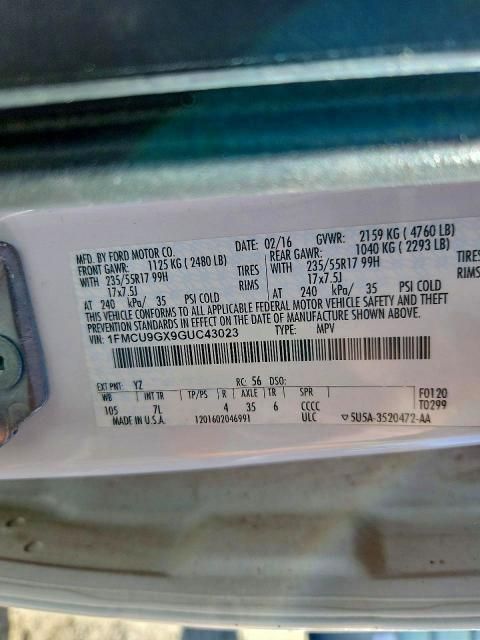 MFD. BY FORD MOTOR CO. DATE: 02/16 GVWR: 2159 KG ( 4760 LB)
FRONT GAWR: 1125 KG ( 2480 LB) REAR GAWR: 1040 KG ( 2293 LB)
WITH 235/55R17 99H TIRES WITH 235/55R17 99H TIRES
17x7.5J RIMS 17x7.5J RIMS
AT 240 kPa/ 35 PSI COLD AT 240 kPa/ 35 PSI COLD
THIS VEHICLE CONFORMS TO ALL APPLICABLE FEDERAL MOTOR VEHICLE SAFETY AND THEFT
PREVENTION STANDARDS IN EFFECT ON THE DATE OF MANUFACTURE SHOWN ABOVE.
VIN: 1FMCU9GX9GUC43023 TYPE: MPV
EXT PNT: YZ RC: 56 DSO:
WB INT TR TP/PS R AXLE TR SPR F0120
105 7L 4 35 6 CCCC T0299
MADE IN U.S.A. 1201602046991 ULC ▽ 5U5A-3520472-AA